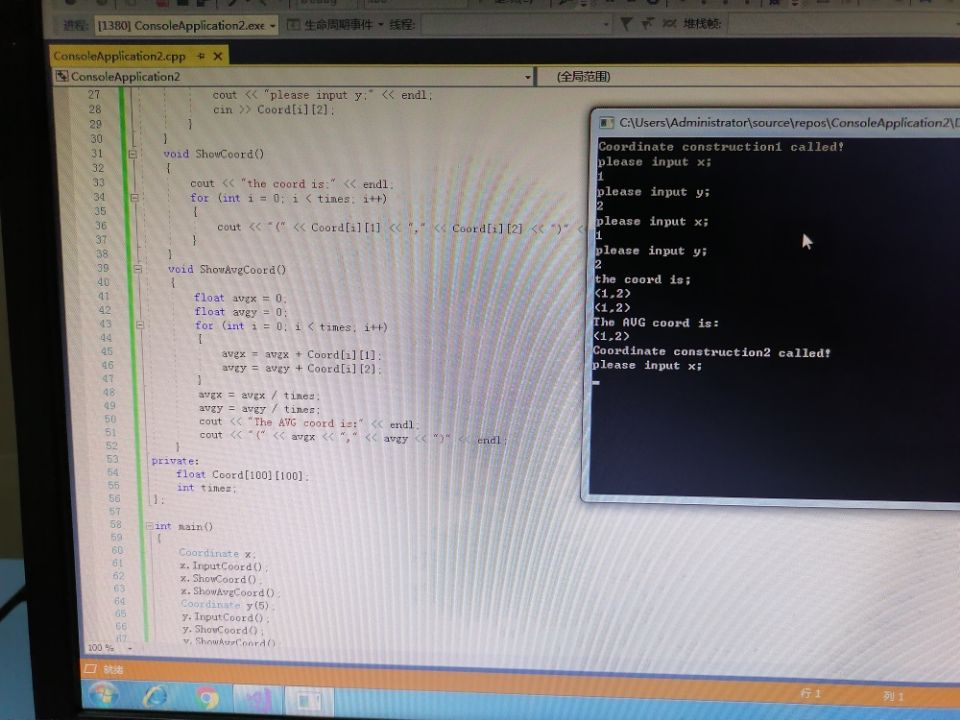 进程: [1380] ConsoleApplication2.exe 生命周期事件 线程: 堆栈帧:
ConsoleApplication2.cpp
ConsoleApplication2 (全局范围)
27 cout << "please input y;" << endl;
28 cin >> Coord[i][2];
29 }
30 }
31 void ShowCoord()
32 {
33 cout << "the coord is;" << endl;
34 for (int i = 0; i < times; i++)
35 {
36 cout << "(" << Coord[i][1] << "," << Coord[i][2] << ")" <<
37 }
38 }
39 void ShowAvgCoord()
40 {
41 float avgx = 0;
42 float avgy = 0;
43 for (int i = 0; i < times; i++)
44 {
45 avgx = avgx + Coord[i][1];
46 avgy = avgy + Coord[i][2];
47 }
48 avgx = avgx / times;
49 avgy = avgy / times;
50 cout << "The AVG coord is:" << endl;
51 cout << "(" << avgx << "," << avgy << ")" << endl;
52 }
53 private:
54 float Coord[100][100];
55 int times;
56 };
57
58 int main()
59 {
60 Coordinate x;
61 x.InputCoord();
62 x.ShowCoord();
63 x.ShowAvgCoord();
64 Coordinate y(5);
65 y.InputCoord();
66 y.ShowCoord();
67 y.ShowAvgCoord()
100 %
就绪
行 1 列 1
C:\Users\Administrator\source\repos\ConsoleApplication2\D
Coordinate construction1 called!
please input x;
1
please input y;
2
please input x;
1
please input y;
2
the coord is;
(1,2)
(1,2)
The AVG coord is:
(1,2)
Coordinate construction2 called!
please input x;